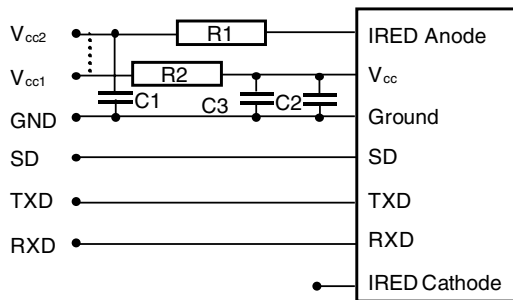 Vcc2 R1 IRED Anode
Vcc1 R2 Vcc
C1 C3 C2
GND Ground
SD SD
TXD TXD
RXD RXD
IRED Cathode